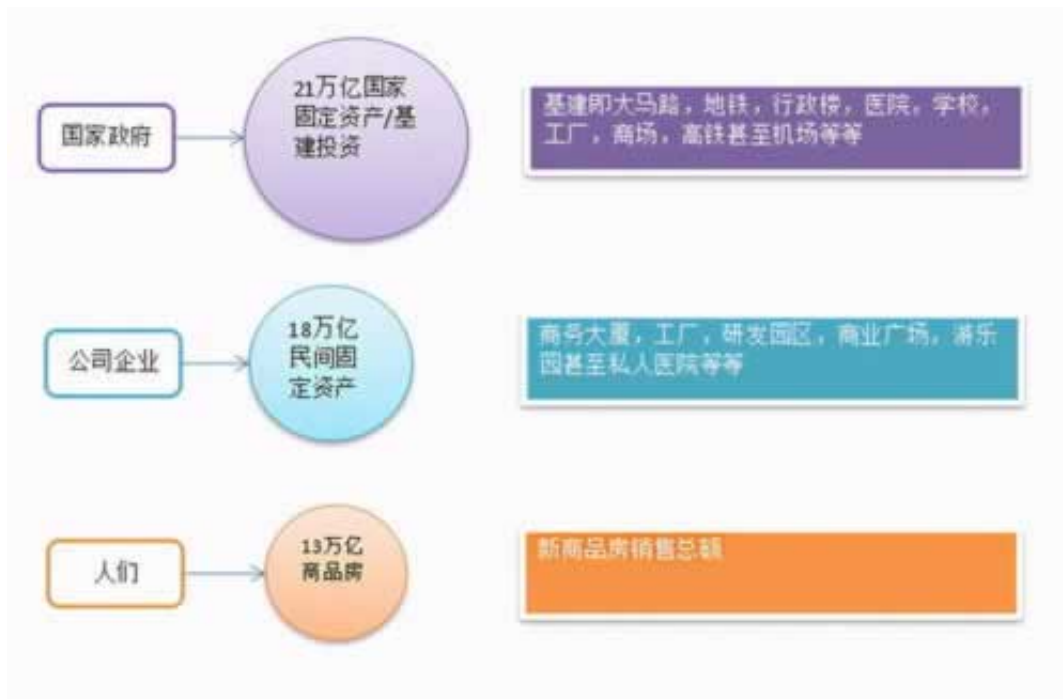 国家政府
21万亿国家
固定资产/基
建投资
基建即大马路，地铁，行政楼，医院，学校，
工厂，商场，高铁甚至机场等等
公司企业
18万亿
民间固
定资产
商务大厦，工厂，研发园区，商业广场，游乐
园甚至私人医院等等
人们
13万亿
商品房
新商品房销售总额